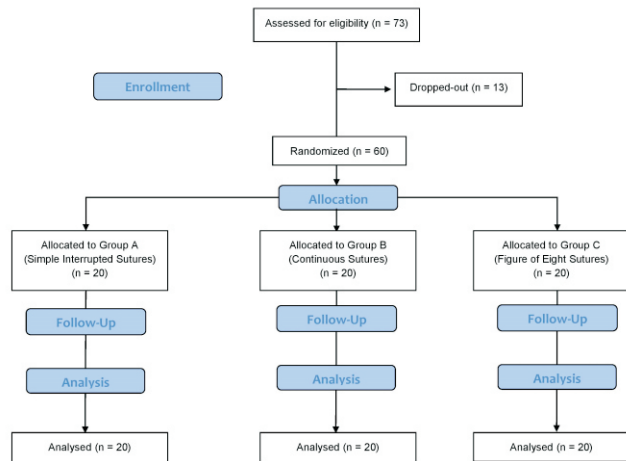 Assessed for eligibility (n = 73)
Enrollment
Dropped-out (n = 13)
Randomized (n = 60)
Allocation
Allocated to Group A
(Simple Interrupted Sutures)
(n = 20)
Allocated to Group B
(Continuous Sutures)
(n = 20)
Allocated to Group C
(Figure of Eight Sutures)
(n = 20)
Follow-Up
Follow-Up
Follow-Up
Analysis
Analysis
Analysis
Analysed (n = 20)
Analysed (n = 20)
Analysed (n = 20)